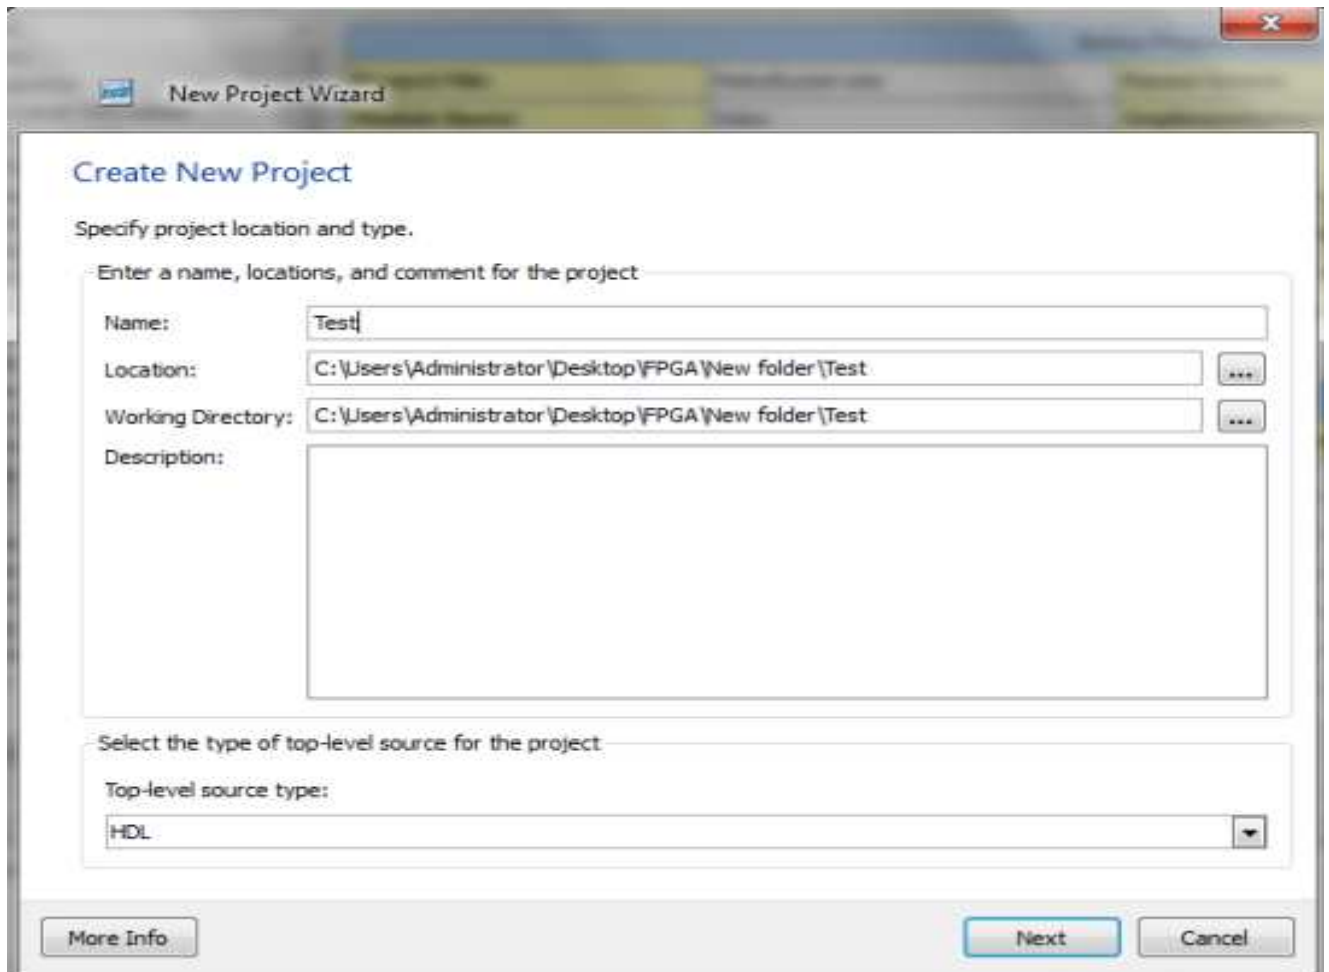 New Project Wizard
Create New Project
Specify project location and type.
Enter a name, locations, and comment for the project
Name: Test
Location: C:\Users\Administrator\Desktop\FPGA\New folder\Test ...
Working Directory: C:\Users\Administrator\Desktop\FPGA\New folder\Test ...
Description:
Select the type of top-level source for the project
Top-level source type:
HDL
More Info Next Cancel